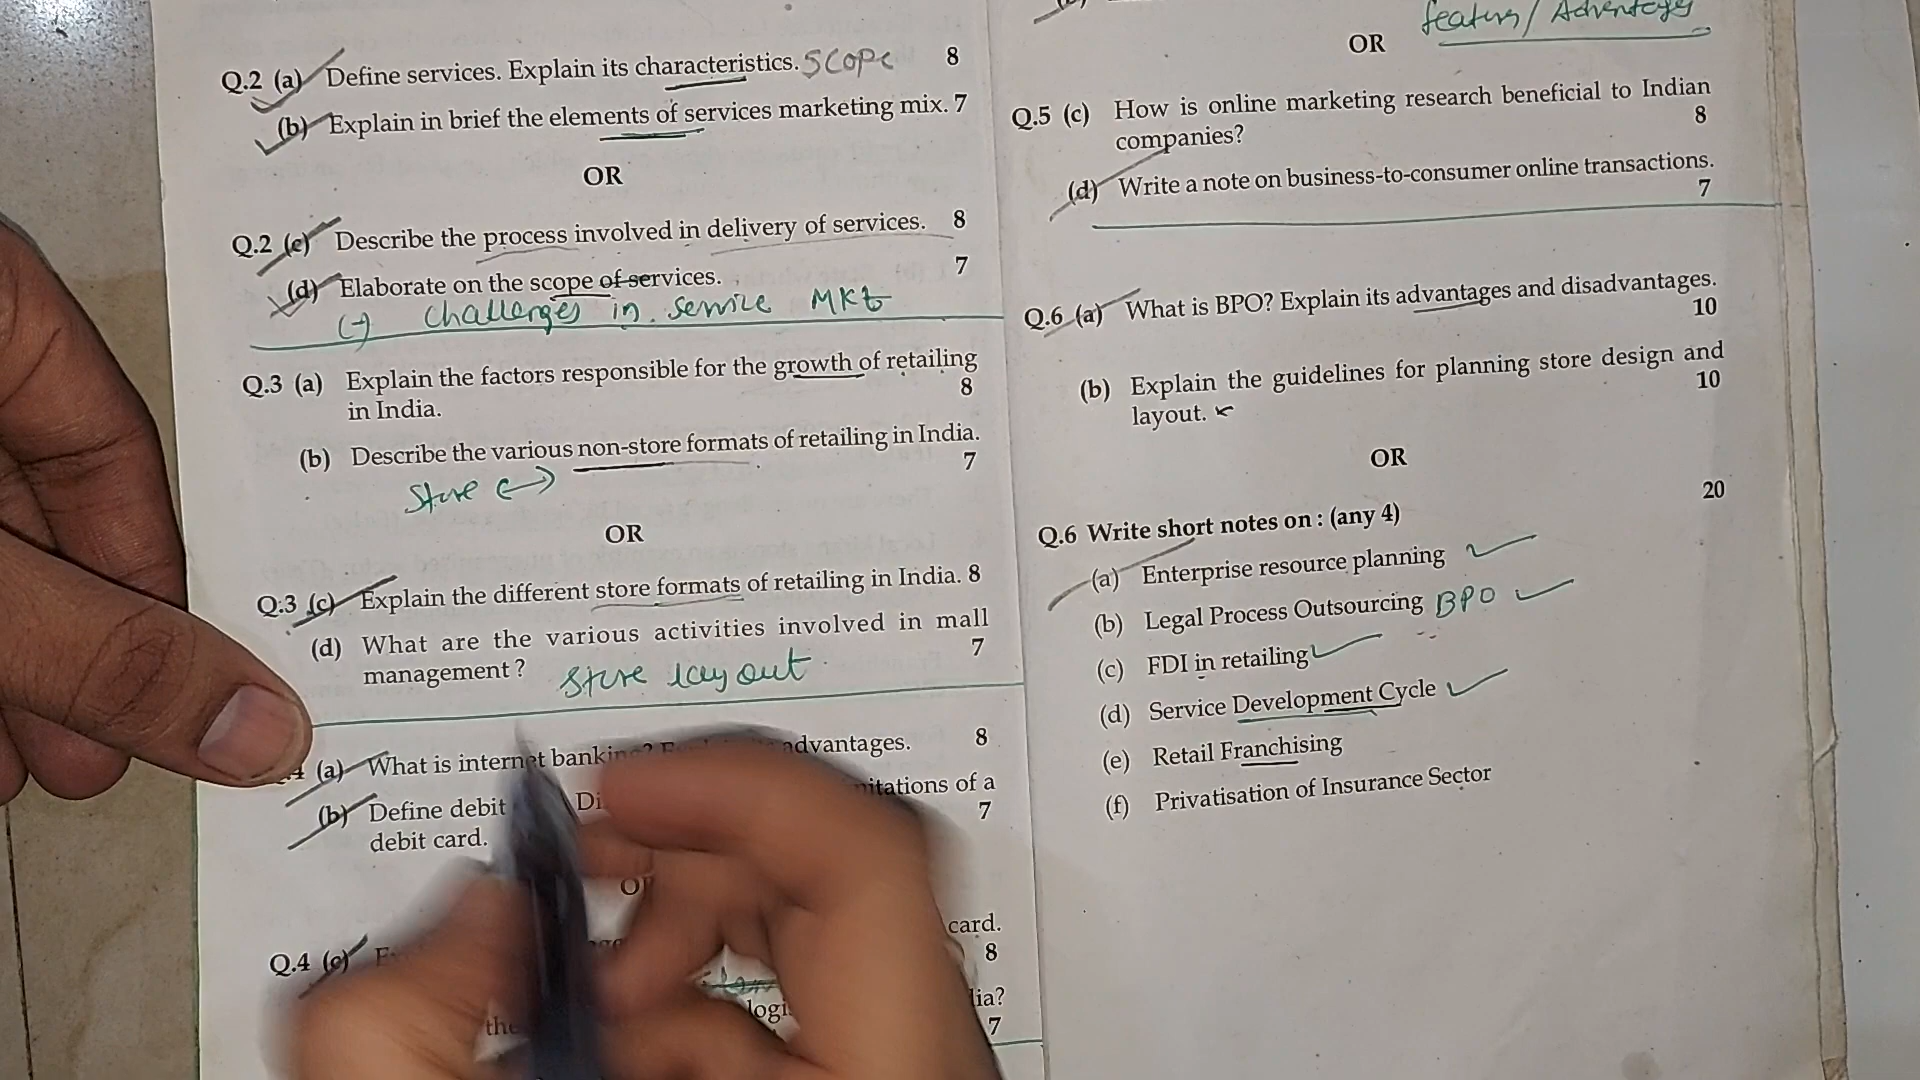 Q.2 (a) Define services. Explain its characteristics. SCOPE 8
(b) Explain in brief the elements of services marketing mix. 7
OR
Q.2 (c) Describe the process involved in delivery of services. 8
(d) Elaborate on the scope of services. 7
(-) challenges in service MKt
Q.3 (a) Explain the factors responsible for the growth of retailing
in India. 8
(b) Describe the various non-store formats of retailing in India.
7
Store
OR
Q.3 (c) Explain the different store formats of retailing in India. 8
(d) What are the various activities involved in mall
management? 7
store layout
(a) What is internet advantages. 8
(b) Define debit itations of a
debit card. 7
Q.4 (c) card.
8
the
7
features / Advantages
OR
Q.5 (c) How is online marketing research beneficial to Indian
companies? 8
(d) Write a note on business-to-consumer online transactions.
7
Q.6 (a) What is BPO? Explain its advantages and disadvantages.
10
(b) Explain the guidelines for planning store design and
layout. 10
OR
Q.6 Write short notes on : (any 4) 20
(a) Enterprise resource planning
(b) Legal Process Outsourcing BPO
(c) FDI in retailing
(d) Service Development Cycle
(e) Retail Franchising
(f) Privatisation of Insurance Sector